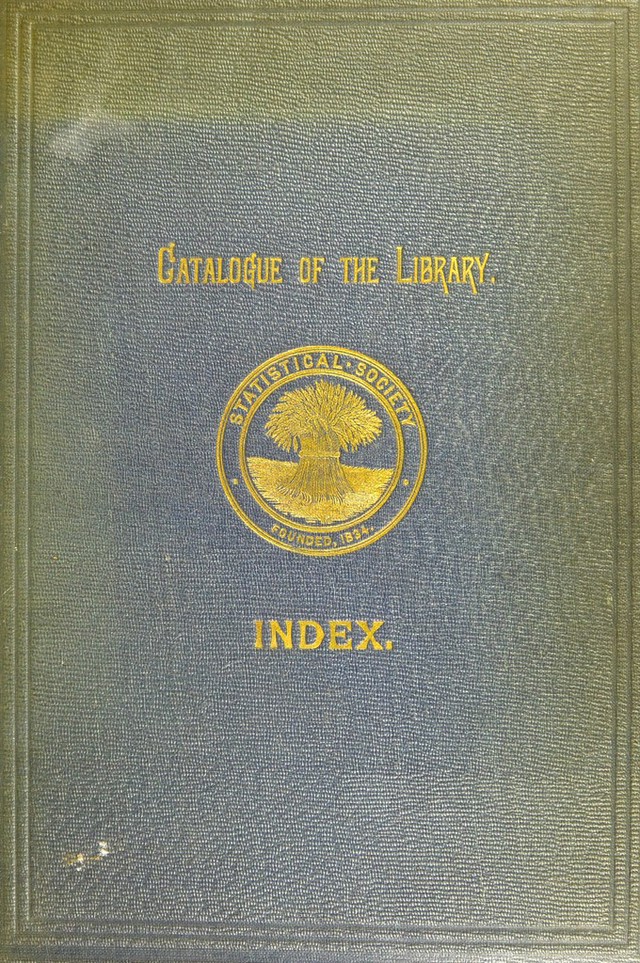 Catalogue of the Library.
STATISTICAL · SOCIETY
FOUNDED, 1834.
INDEX.